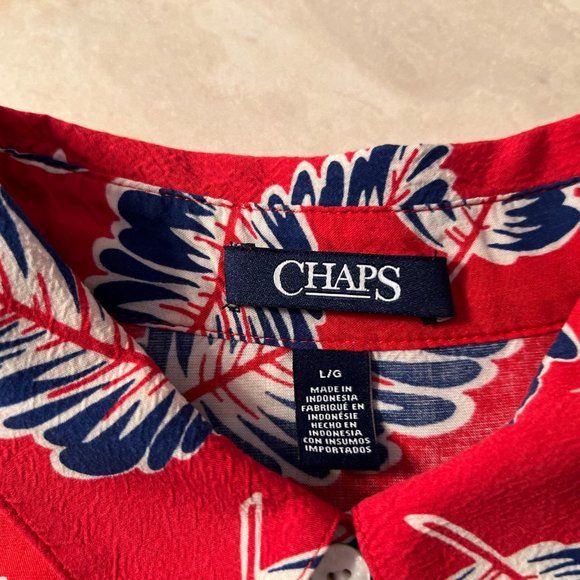 CHAPS
L/G
MADE IN
INDONESIA
FABRIQUÉ EN
INDONÉSIE
HECHO EN
INDONESIA
CON INSUMOS
IMPORTADOS